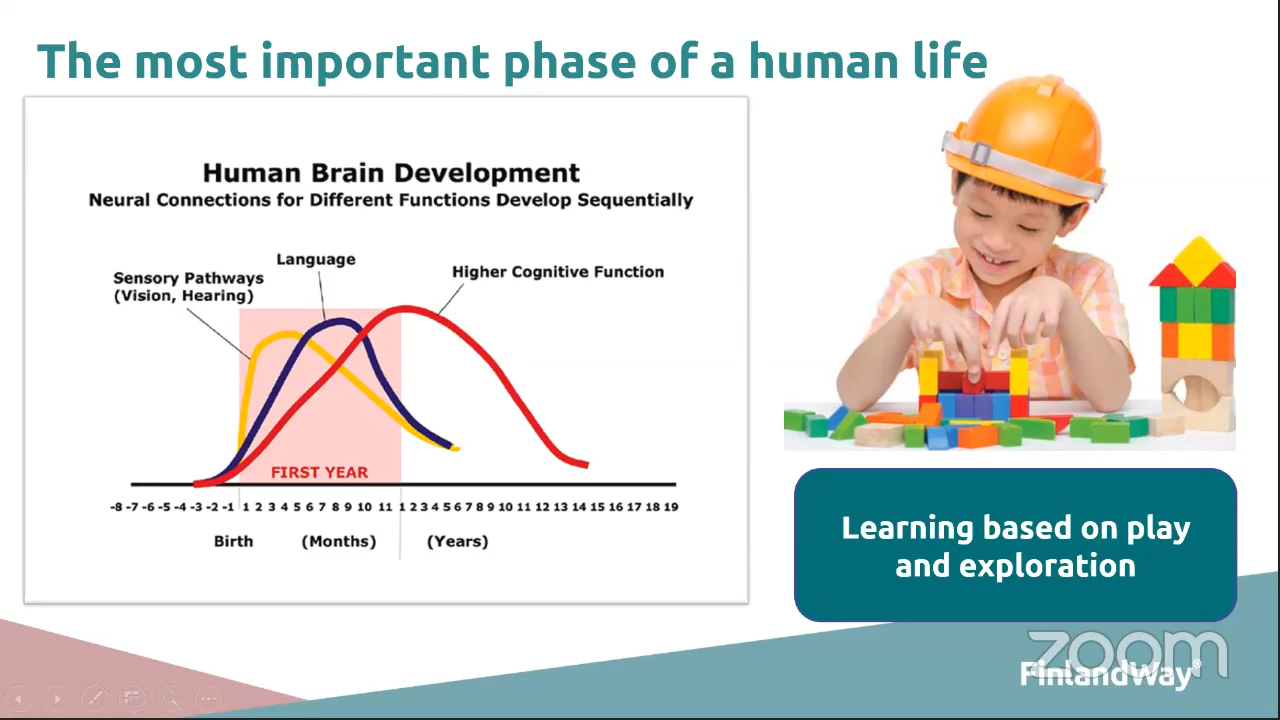 The most important phase of a human life
Human Brain Development
Neural Connections for Different Functions Develop Sequentially
Language
Sensory Pathways
(Vision, Hearing)
Higher Cognitive Function
FIRST YEAR
-8 -7 -6 -5 -4 -3 -2 -1 1 2 3 4 5 6 7 8 9 10 11 1 2 3 4 5 6 7 8 9 10 11 12 13 14 15 16 17 18 19
Birth (Months) (Years)
Learning based on play
and exploration
zoom
FinlandWay®